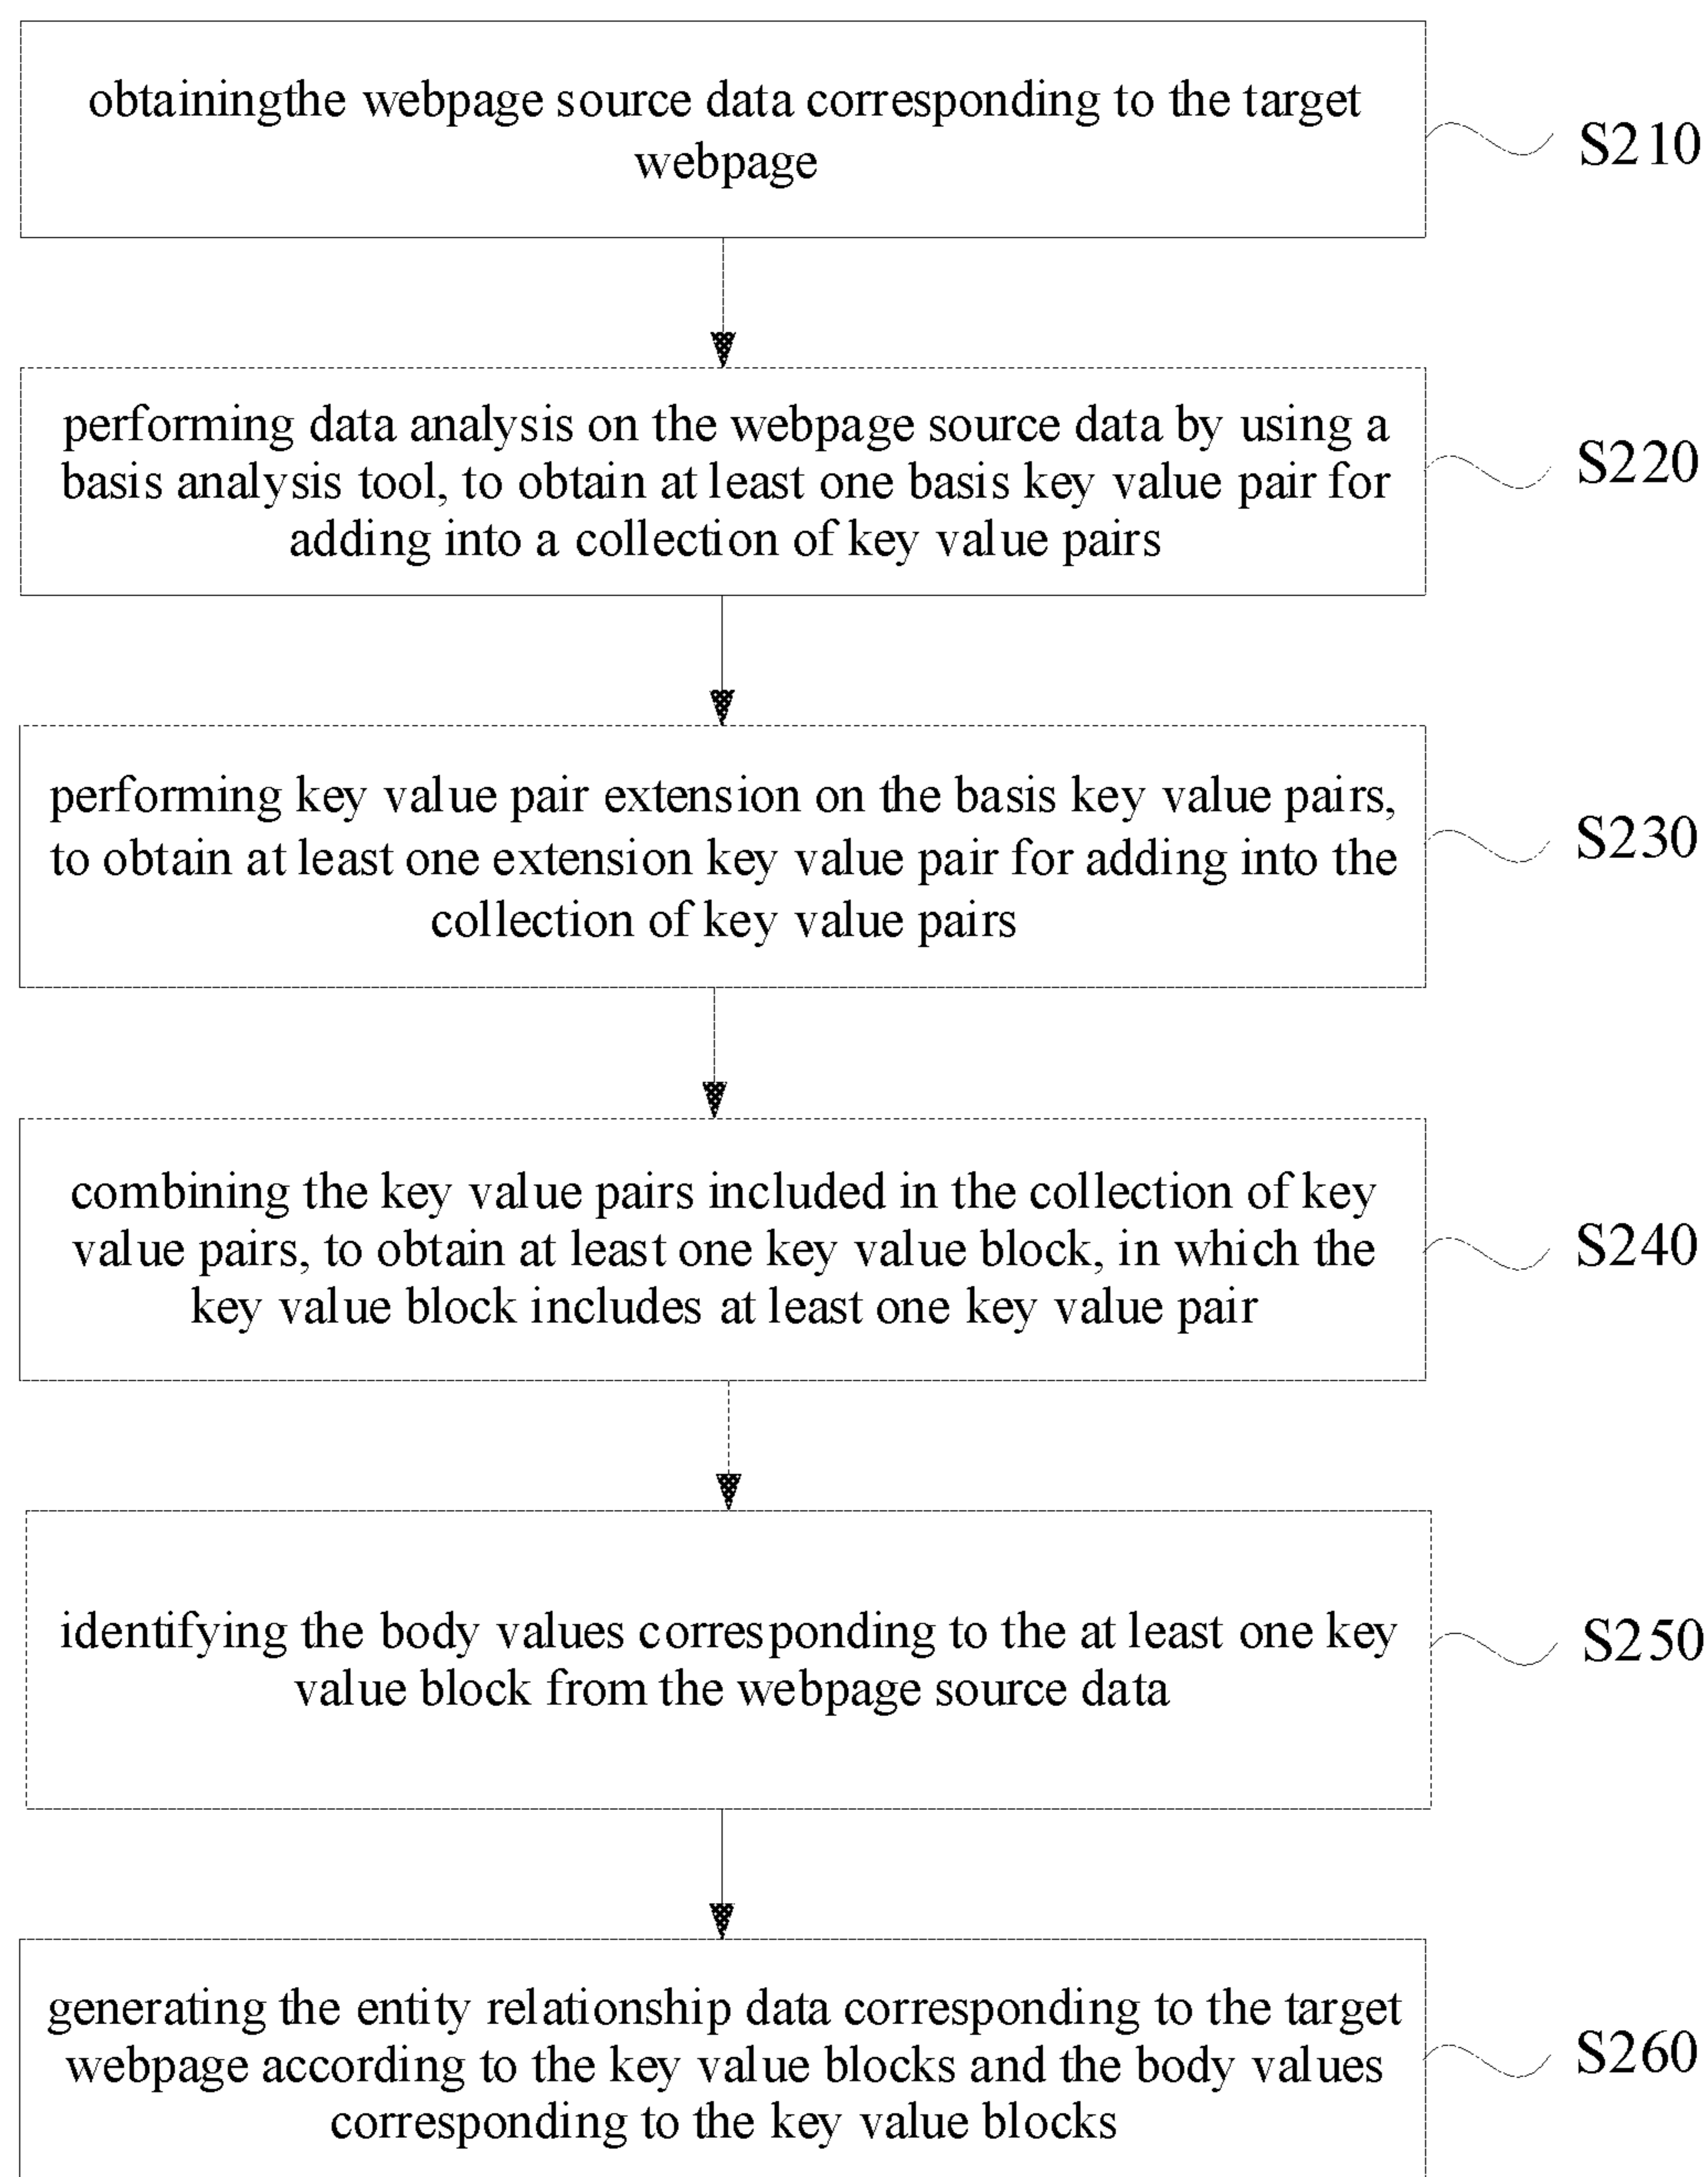 obtainingthe webpage source data corresponding to the target
webpage
S210
performing data analysis on the webpage source data by using a
basis analysis tool, to obtain at least one basis key value pair for
adding into a collection of key value pairs
S220
performing key value pair extension on the basis key value pairs,
to obtain at least one extension key value pair for adding into the
collection of key value pairs
S230
combining the key value pairs included in the collection of key
value pairs, to obtain at least one key value block, in which the
key value block includes at least one key value pair
S240
identifying the body values corresponding to the at least one key
value block from the webpage source data
S250
generating the entity relationship data corresponding to the target
webpage according to the key value blocks and the body values
corresponding to the key value blocks
S260